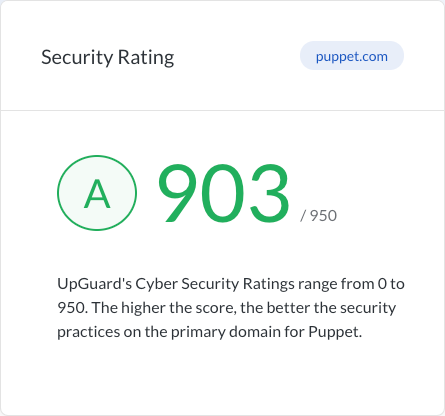 Security Rating
puppet.com
A
903 / 950
UpGuard's Cyber Security Ratings range from 0 to
950. The higher the score, the better the security
practices on the primary domain for Puppet.